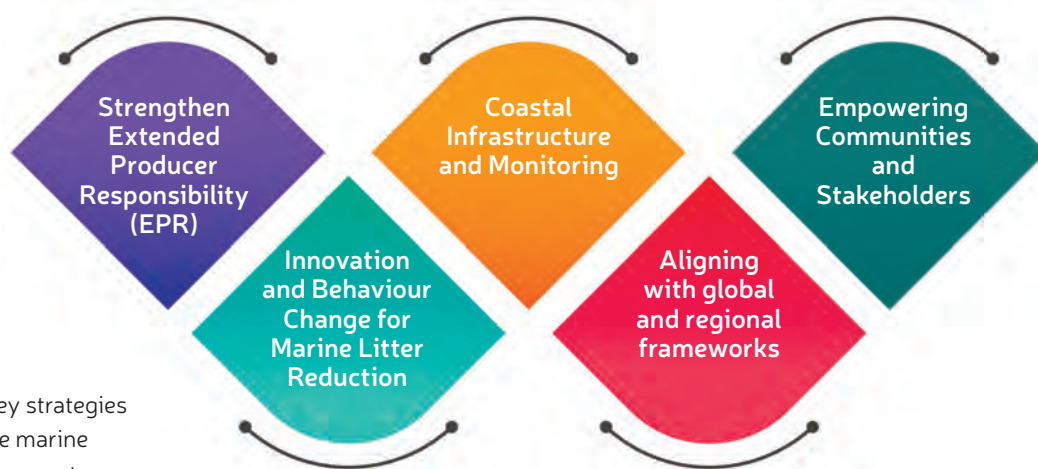 Strengthen
Extended
Producer
Responsibility
(EPR)
Innovation
and Behaviour
Change for
Marine Litter
Reduction
Coastal
Infrastructure
and Monitoring
Aligning
with global
and regional
frameworks
Empowering
Communities
and
Stakeholders
ey strategies
e marine